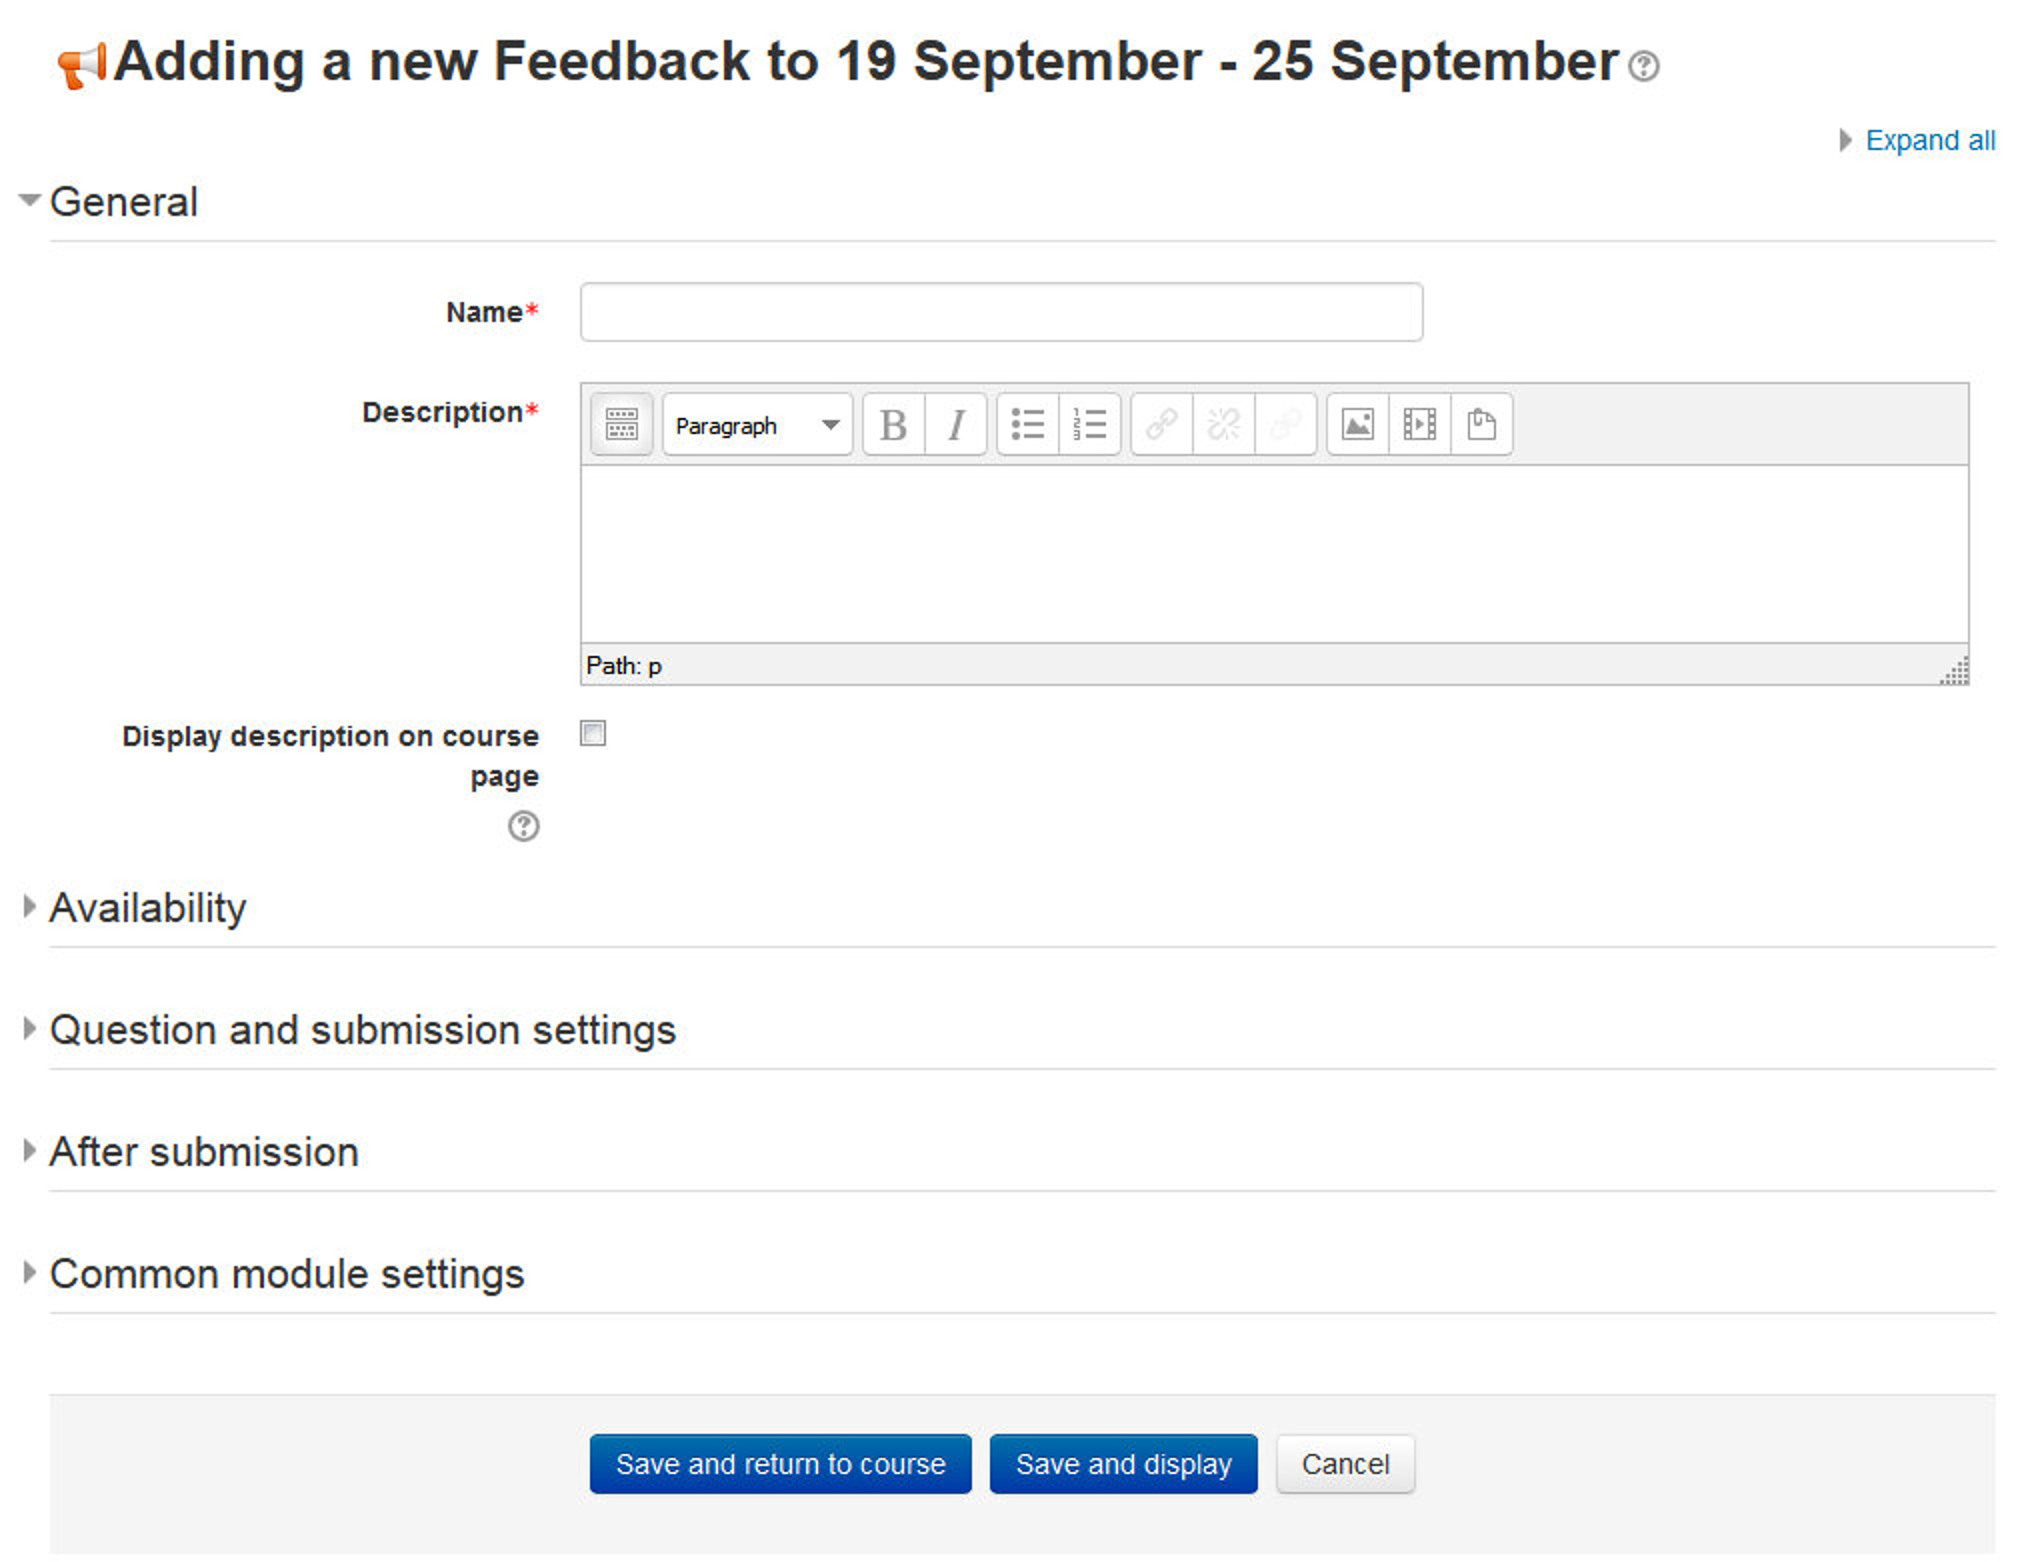 Adding a new Feedback to 19 September - 25 September
Expand all
General
Name*
Description*
Paragraph
B I
Path: p
Display description on course
page
Availability
Question and submission settings
After submission
Common module settings
Save and return to course Save and display Cancel